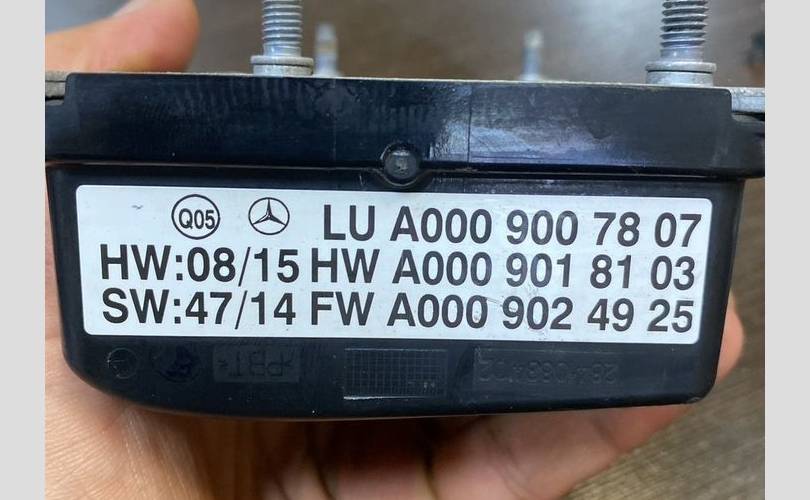 Q05 LU A000 900 78 07
HW:08/15 HW A000 901 81 03
SW:47/14 FW A000 902 49 25
>PBT<